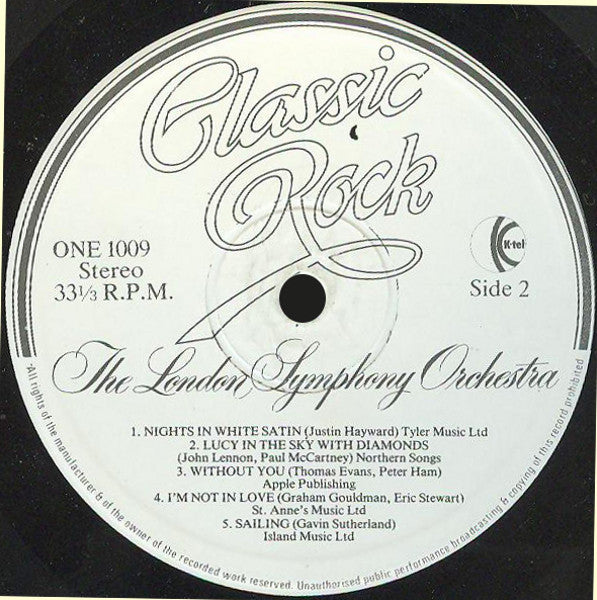 Classic
Rock
ONE 1009
Stereo
33⅓ R.P.M.
K-tel
Side 2
The London Symphony Orchestra
1. NIGHTS IN WHITE SATIN (Justin Hayward) Tyler Music Ltd
2. LUCY IN THE SKY WITH DIAMONDS
(John Lennon, Paul McCartney) Northern Songs
3. WITHOUT YOU (Thomas Evans, Peter Ham)
Apple Publishing
4. I'M NOT IN LOVE (Graham Gouldman, Eric Stewart)
St. Anne's Music Ltd
5. SAILING (Gavin Sutherland)
Island Music Ltd
All rights of the manufacturer & of the owner of the recorded work reserved. Unauthorised public performance broadcasting & copying of this record prohibited